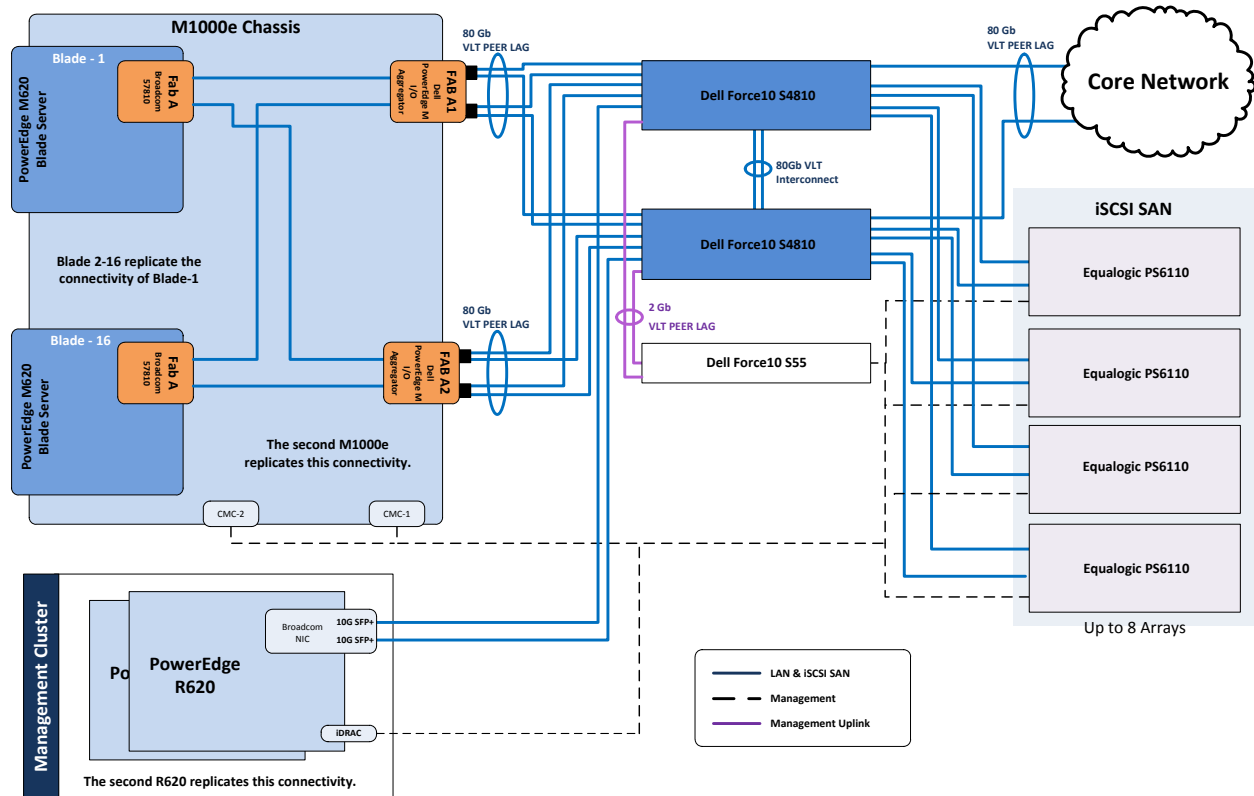 M1000e Chassis
Blade - 1
PowerEdge M620
Blade Server
Fab A
Broadcom
57810
FAB A1
Dell
PowerEdge M
I/O
Aggregator
80 Gb
VLT PEER LAG
Dell Force10 S4810
80 Gb
VLT PEER LAG
Core Network
80Gb VLT
Interconnect
Dell Force10 S4810
iSCSI SAN
Equalogic PS6110
Equalogic PS6110
Equalogic PS6110
Equalogic PS6110
Up to 8 Arrays
Blade 2-16 replicate the
connectivity of Blade-1
Blade - 16
PowerEdge M620
Blade Server
Fab A
Broadcom
57810
FAB A2
Dell
PowerEdge M
I/O
Aggregator
80 Gb
VLT PEER LAG
2 Gb
VLT PEER LAG
Dell Force10 S55
The second M1000e
replicates this connectivity.
CMC-2
CMC-1
Management Cluster
Po
PowerEdge
R620
Broadcom
NIC
10G SFP+
10G SFP+
iDRAC
The second R620 replicates this connectivity.
LAN & iSCSI SAN
Management
Management Uplink